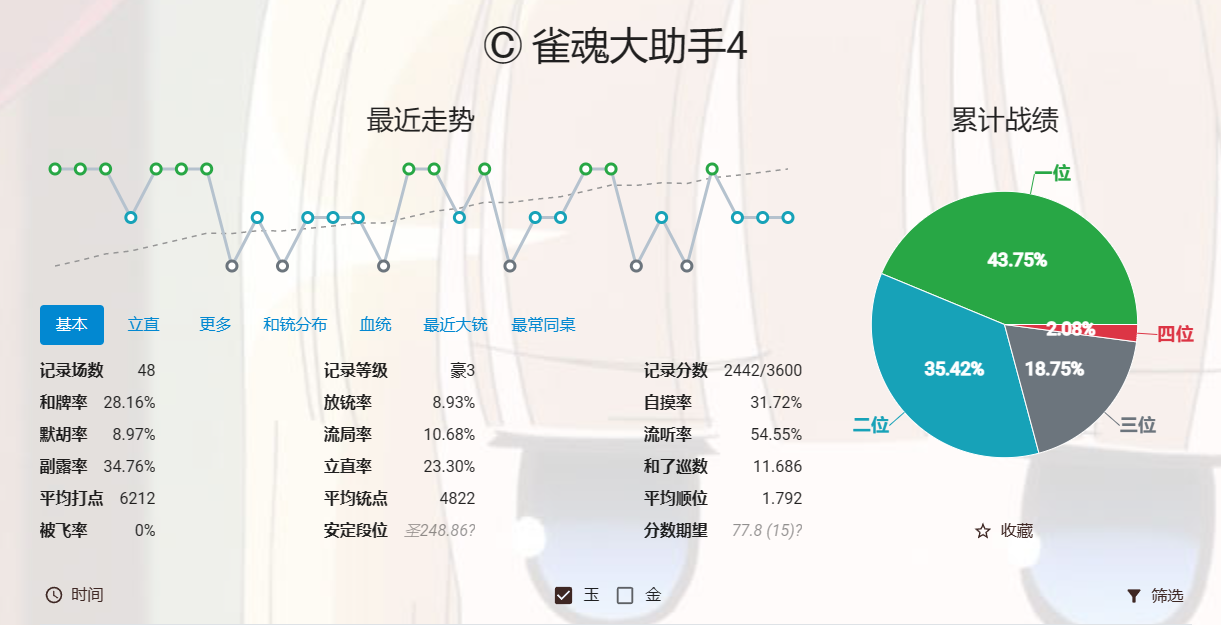 Ⓒ 雀魂大助手4
最近走势
累计战绩
一位
43.75%
2.08%
四位
35.42%
18.75%
二位
三位
基本 立直 更多 和铳分布 血统 最近大铳 最常同桌
记录场数 48 记录等级 豪3 记录分数 2442/3600
和牌率 28.16% 放铳率 8.93% 自摸率 31.72%
默胡率 8.97% 流局率 10.68% 流听率 54.55%
副露率 34.76% 立直率 23.30% 和了巡数 11.686
平均打点 6212 平均铳点 4822 平均顺位 1.792
被飞率 0% 安定段位 圣248.86? 分数期望 77.8 (15)?
收藏
时间 玉 金 筛选